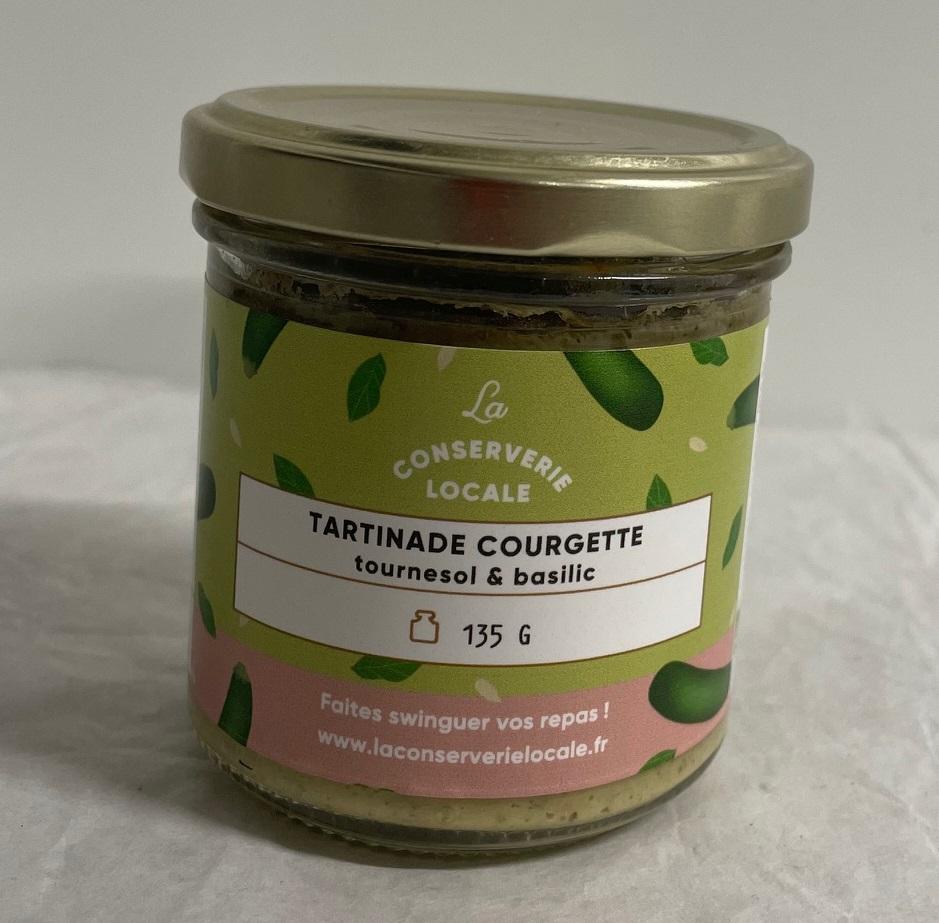 La
CONSERVERIE
LOCALE
TARTINADE COURGETTE
tournesol & basilic
135 G
Faites swinguer vos repas !
www.laconserverielocale.fr